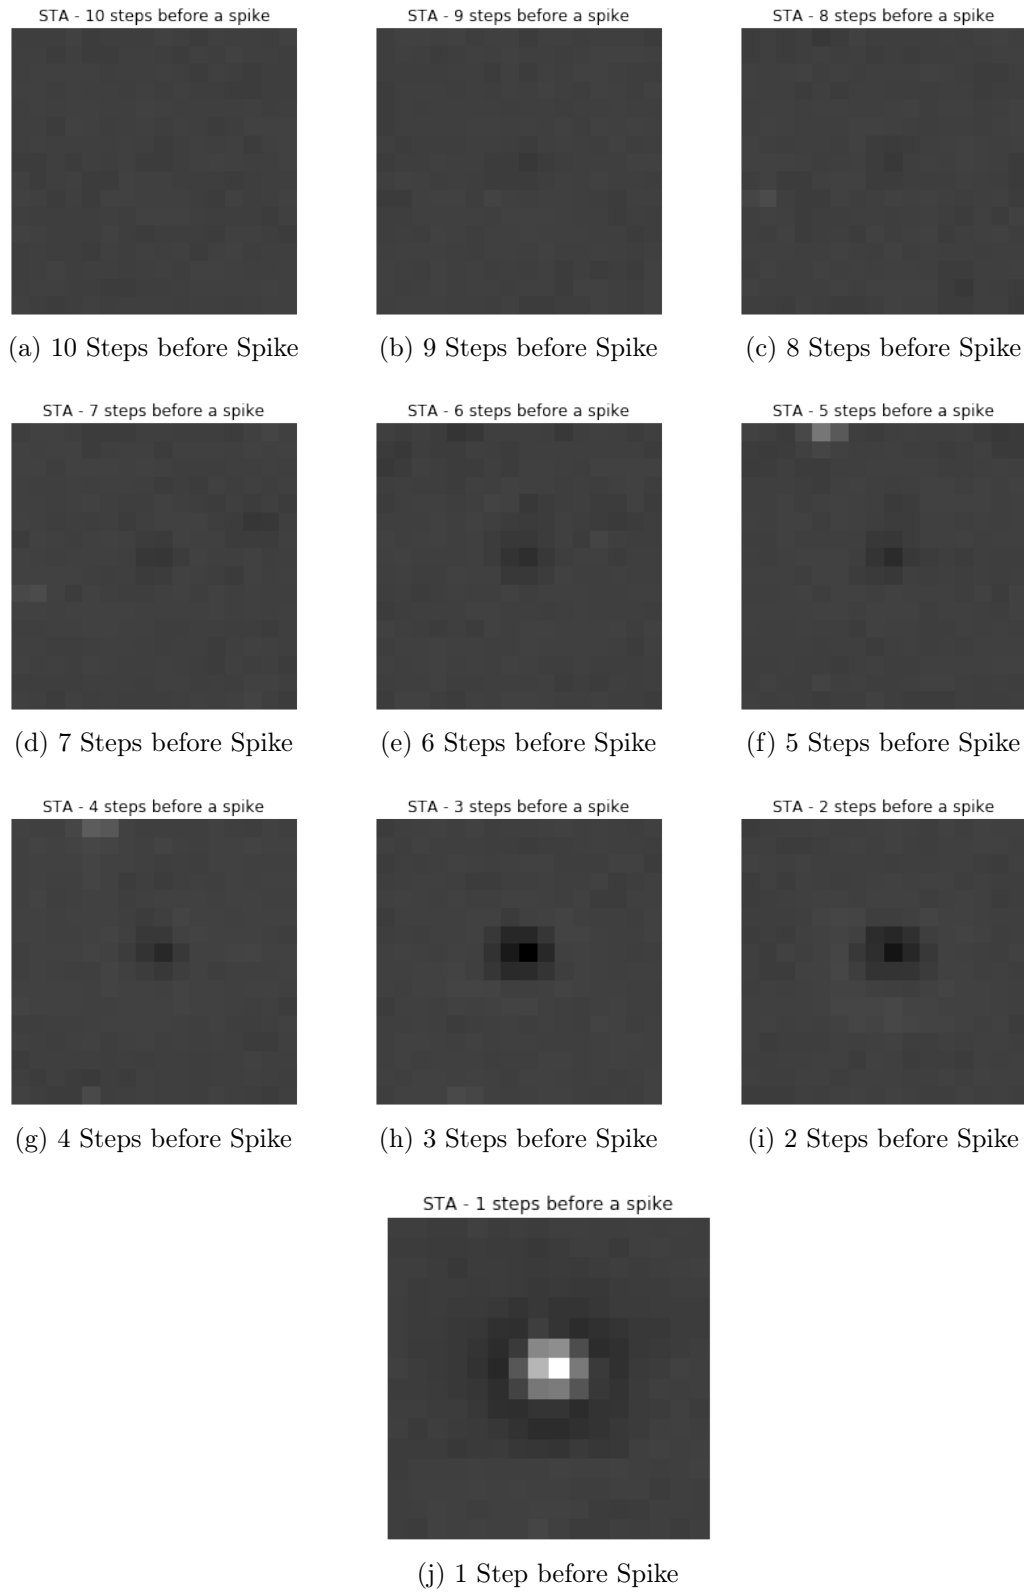 STA - 10 steps before a spike
STA - 9 steps before a spike
STA - 8 steps before a spike
(a) 10 Steps before Spike
(b) 9 Steps before Spike
(c) 8 Steps before Spike
STA - 7 steps before a spike
STA - 6 steps before a spike
STA - 5 steps before a spike
(d) 7 Steps before Spike
(e) 6 Steps before Spike
(f) 5 Steps before Spike
STA - 4 steps before a spike
STA - 3 steps before a spike
STA - 2 steps before a spike
(g) 4 Steps before Spike
(h) 3 Steps before Spike
(i) 2 Steps before Spike
STA - 1 steps before a spike
(j) 1 Step before Spike